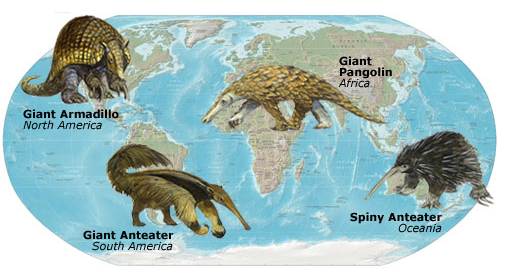 Giant
Pangolin
Africa
Giant Armadillo
North America
Spiny Anteater
Oceania
Giant Anteater
South America